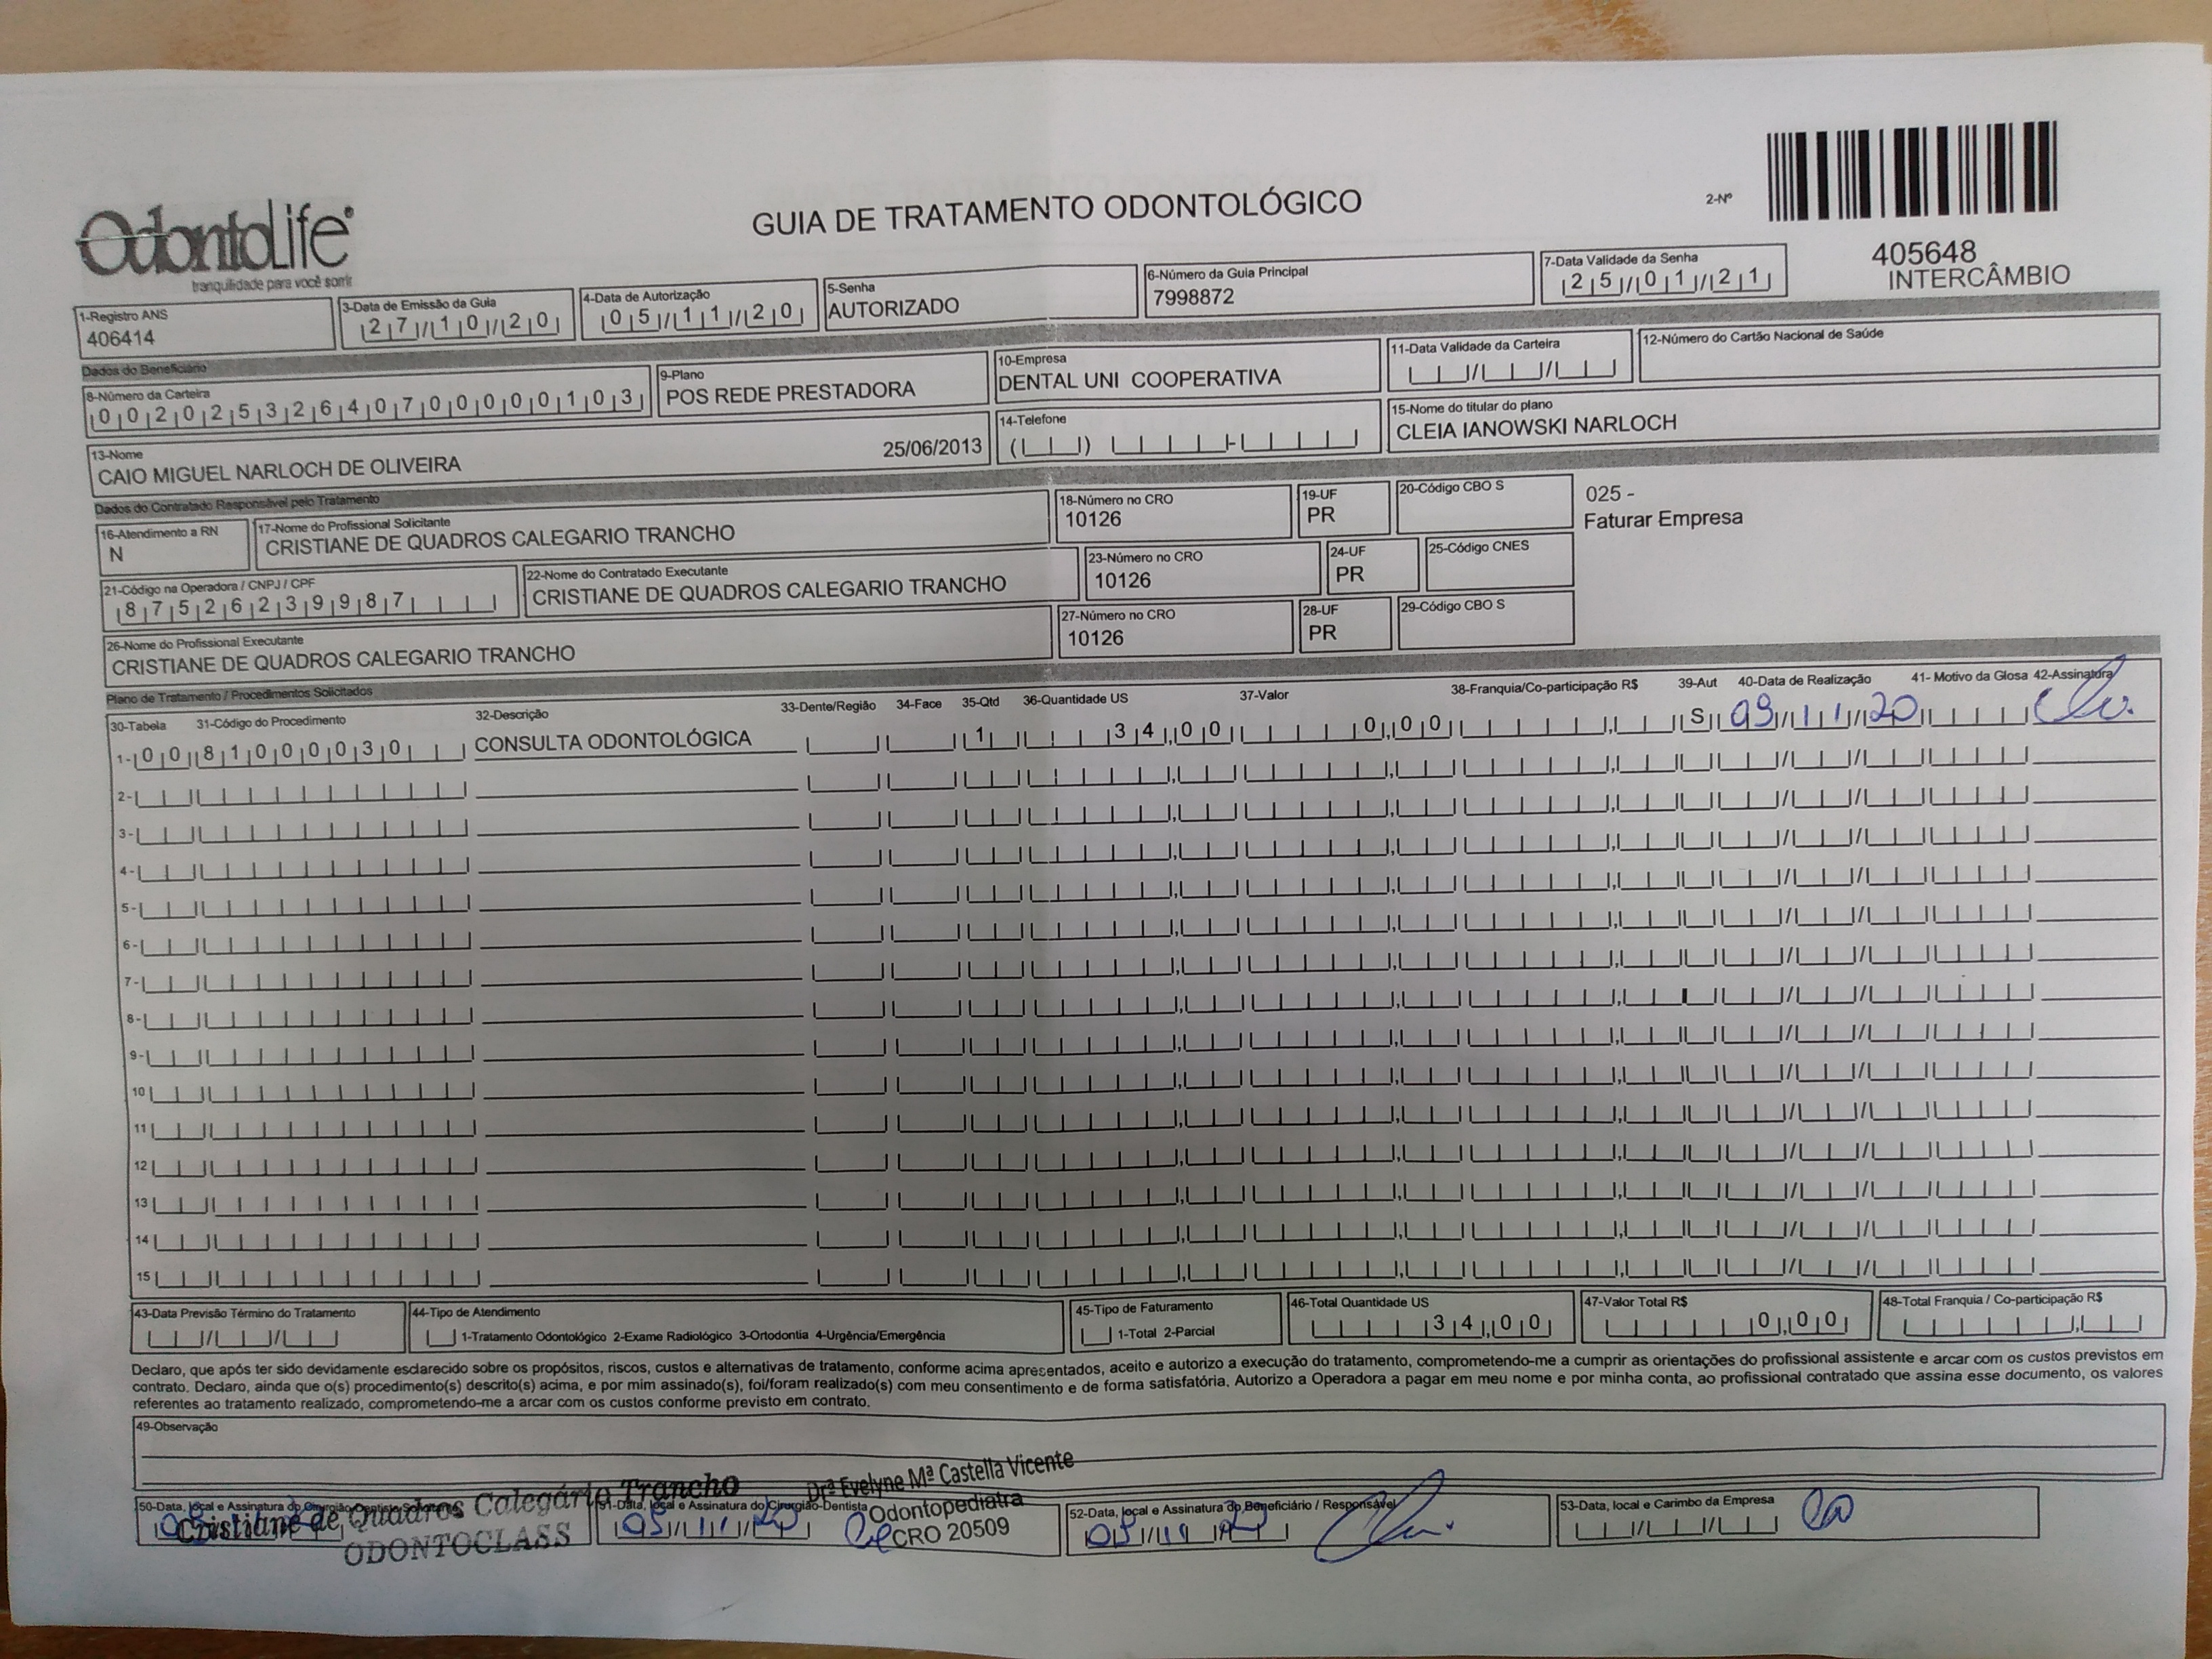 OdontoLife®
tranquilidade para você sorrir
GUIA DE TRATAMENTO ODONTOLÓGICO
2-Nº
405648
INTERCÂMBIO
1-Registro ANS
406414
3-Data de Emissão da Guia
27/10/20
4-Data de Autorização
05/11/20
5-Senha
AUTORIZADO
6-Número da Guia Principal
7998872
7-Data Validade da Senha
25/01/21
Dados do Beneficiário
8-Número da Carteira
00202532640700000103
9-Plano
POS REDE PRESTADORA
10-Empresa
DENTAL UNI COOPERATIVA
11-Data Validade da Carteira
12-Número do Cartão Nacional de Saúde
13-Nome
CAIO MIGUEL NARLOCH DE OLIVEIRA 25/06/2013
14-Telefone
15-Nome do titular do plano
CLEIA IANOWSKI NARLOCH
Dados do Contratado Responsável pelo Tratamento
16-Atendimento a RN
N
17-Nome do Profissional Solicitante
CRISTIANE DE QUADROS CALEGARIO TRANCHO
18-Número no CRO
10126
19-UF
PR
20-Código CBO S
025 -
Faturar Empresa
21-Código na Operadora / CNPJ / CPF
87526239987
22-Nome do Contratado Executante
CRISTIANE DE QUADROS CALEGARIO TRANCHO
23-Número no CRO
10126
24-UF
PR
25-Código CNES
26-Nome do Profissional Executante
CRISTIANE DE QUADROS CALEGARIO TRANCHO
27-Número no CRO
10126
28-UF
PR
29-Código CBO S
Plano de Tratamento / Procedimentos Solicitados
30-Tabela 31-Código do Procedimento 32-Descrição 33-Dente/Região 34-Face 35-Qtd 36-Quantidade US 37-Valor 38-Franquia/Co-participação R$ 39-Aut 40-Data de Realização 41- Motivo da Glosa 42-Assinatura
1- 00 81000030 CONSULTA ODONTOLÓGICA 1 34,00 0,00 S 09/11/20
2-
3-
4-
5-
6-
7-
8-
9-
10
11
12
13
14
15
43-Data Previsão Término do Tratamento
44-Tipo de Atendimento
1-Tratamento Odontológico 2-Exame Radiológico 3-Ortodontia 4-Urgência/Emergência
45-Tipo de Faturamento
1-Total 2-Parcial
46-Total Quantidade US
34,00
47-Valor Total R$
0,00
48-Total Franquia / Co-participação R$
Declaro, que após ter sido devidamente esclarecido sobre os propósitos, riscos, custos e alternativas de tratamento, conforme acima apresentados, aceito e autorizo a execução do tratamento, comprometendo-me a cumprir as orientações do profissional assistente e arcar com os custos previstos em
contrato. Declaro, ainda que o(s) procedimento(s) descrito(s) acima, e por mim assinado(s), foi/foram realizado(s) com meu consentimento e de forma satisfatória. Autorizo a Operadora a pagar em meu nome e por minha conta, ao profissional contratado que assina esse documento, os valores
referentes ao tratamento realizado, comprometendo-me a arcar com os custos conforme previsto em contrato.
49-Observação
50-Data, local e Assinatura do Cirurgião-Dentista Solicitante
Cristiane de Quadros Calegário Trancho
ODONTOCLASS
51-Data, local e Assinatura do Cirurgião-Dentista
Drª Evelyne Mª Castella Vicente
Odontopediatra
CRO 20509
52-Data, local e Assinatura do Beneficiário / Responsável
53-Data, local e Carimbo da Empresa